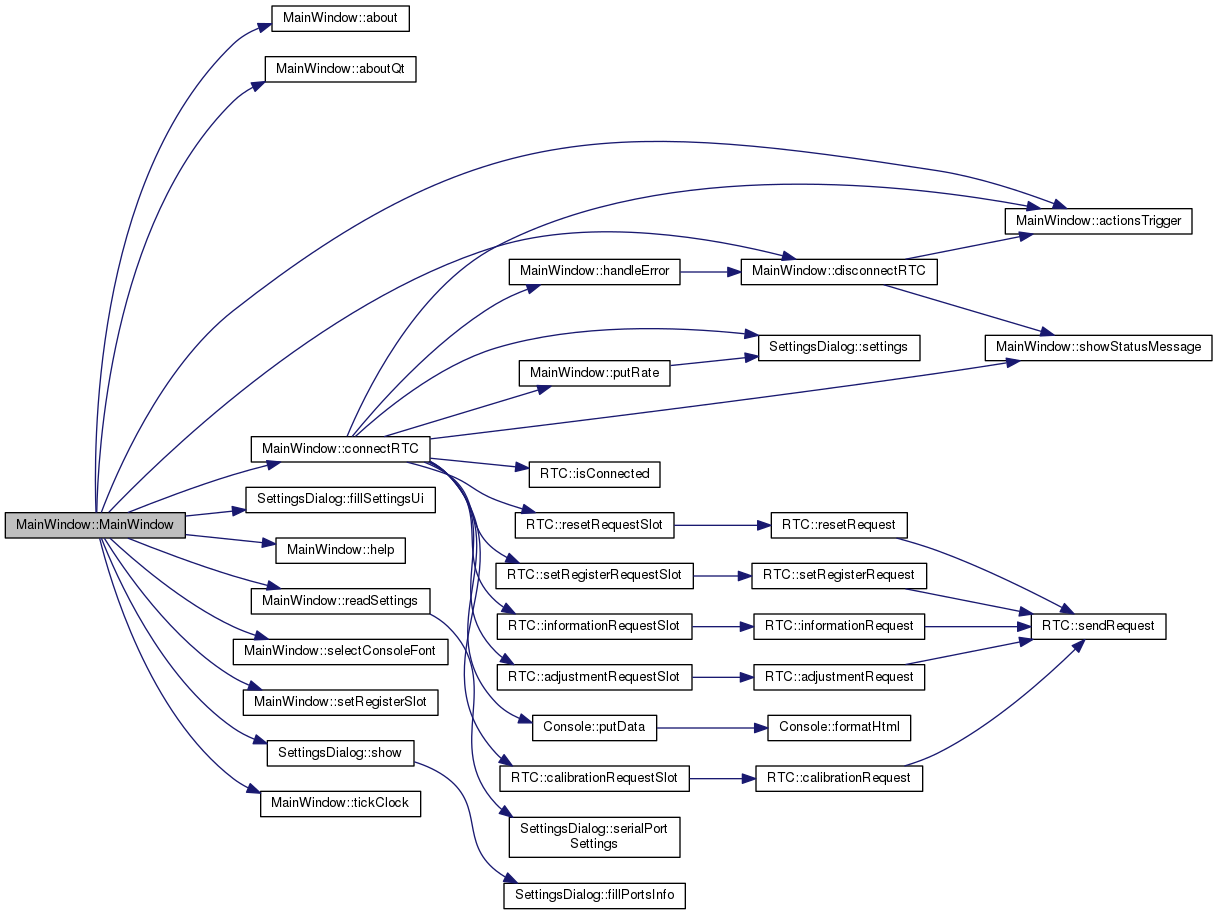 MainWindow::about
MainWindow::aboutQt
MainWindow::actionsTrigger
MainWindow::handleError
MainWindow::disconnectRTC
SettingsDialog::settings
MainWindow::showStatusMessage
MainWindow::putRate
MainWindow::connectRTC
RTC::isConnected
SettingsDialog::fillSettingsUi
MainWindow::MainWindow
RTC::resetRequestSlot
RTC::resetRequest
MainWindow::help
RTC::setRegisterRequestSlot
RTC::setRegisterRequest
MainWindow::readSettings
RTC::informationRequestSlot
RTC::informationRequest
RTC::sendRequest
MainWindow::selectConsoleFont
RTC::adjustmentRequestSlot
RTC::adjustmentRequest
MainWindow::setRegisterSlot
Console::putData
Console::formatHtml
SettingsDialog::show
RTC::calibrationRequestSlot
RTC::calibrationRequest
MainWindow::tickClock
SettingsDialog::serialPort
Settings
SettingsDialog::fillPortsInfo